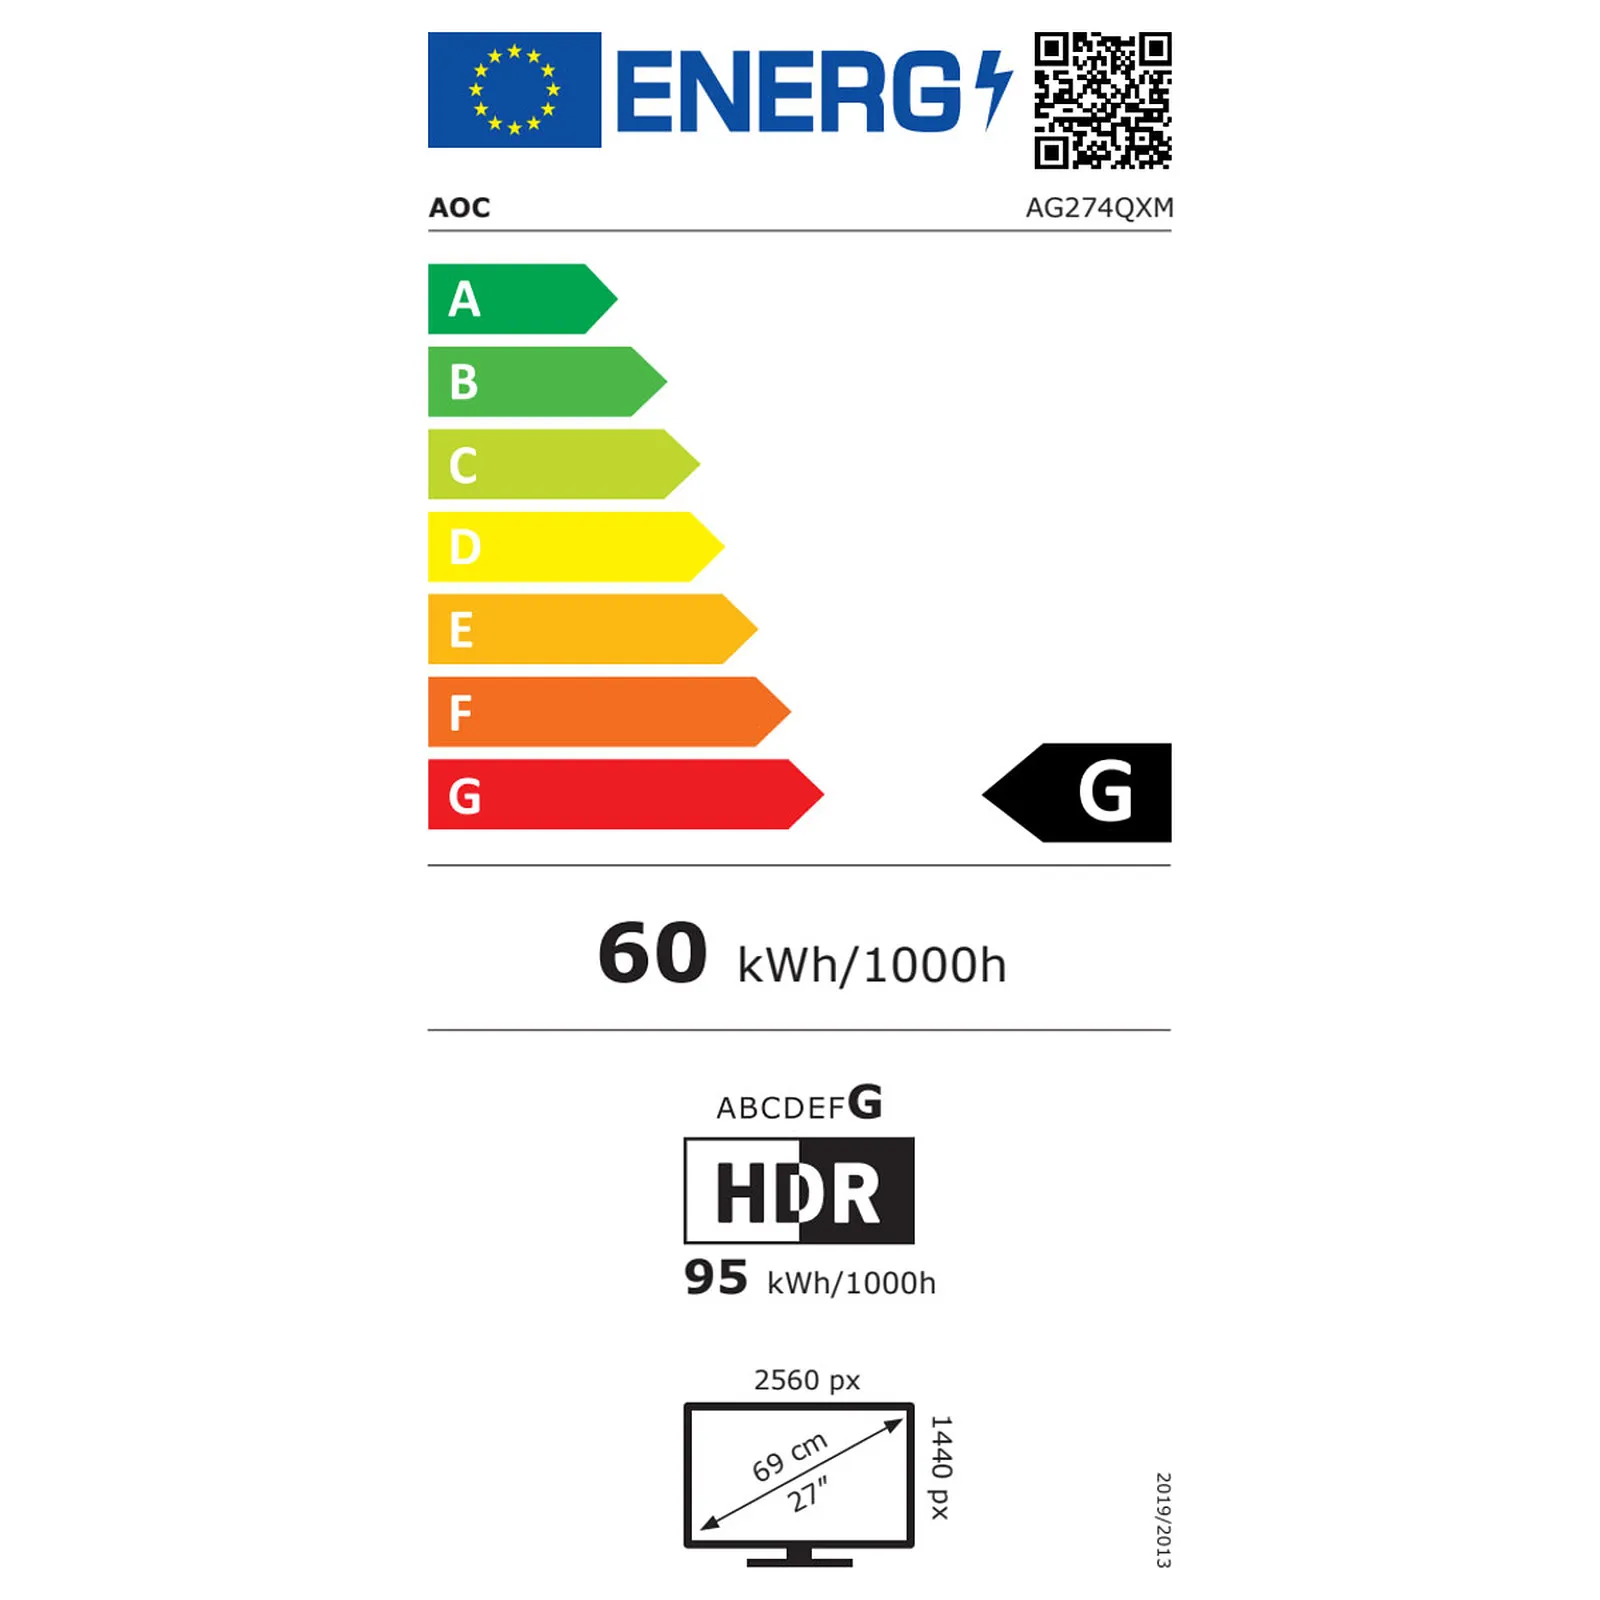 ENERG
AOC
AG274QXM
A
B
C
D
E
F
G
G
60 kWh/1000h
ABCDEFG
HDR
95 kWh/1000h
2560 px
1440 px
69 cm
27"
2019/2013